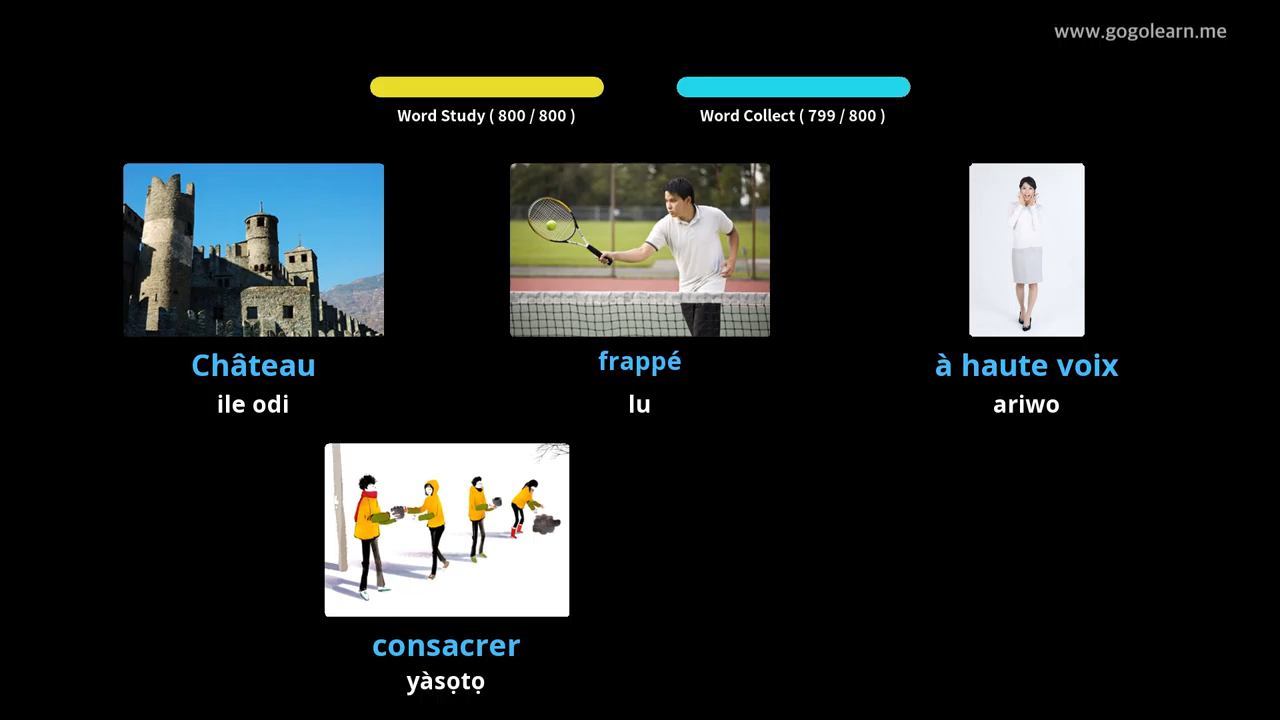 www.gogolearn.me
Word Study ( 800 / 800 )
Word Collect ( 799 / 800 )
Château
frappé
à haute voix
ile odi
lu
ariwo
consacrer
yàsọtọ